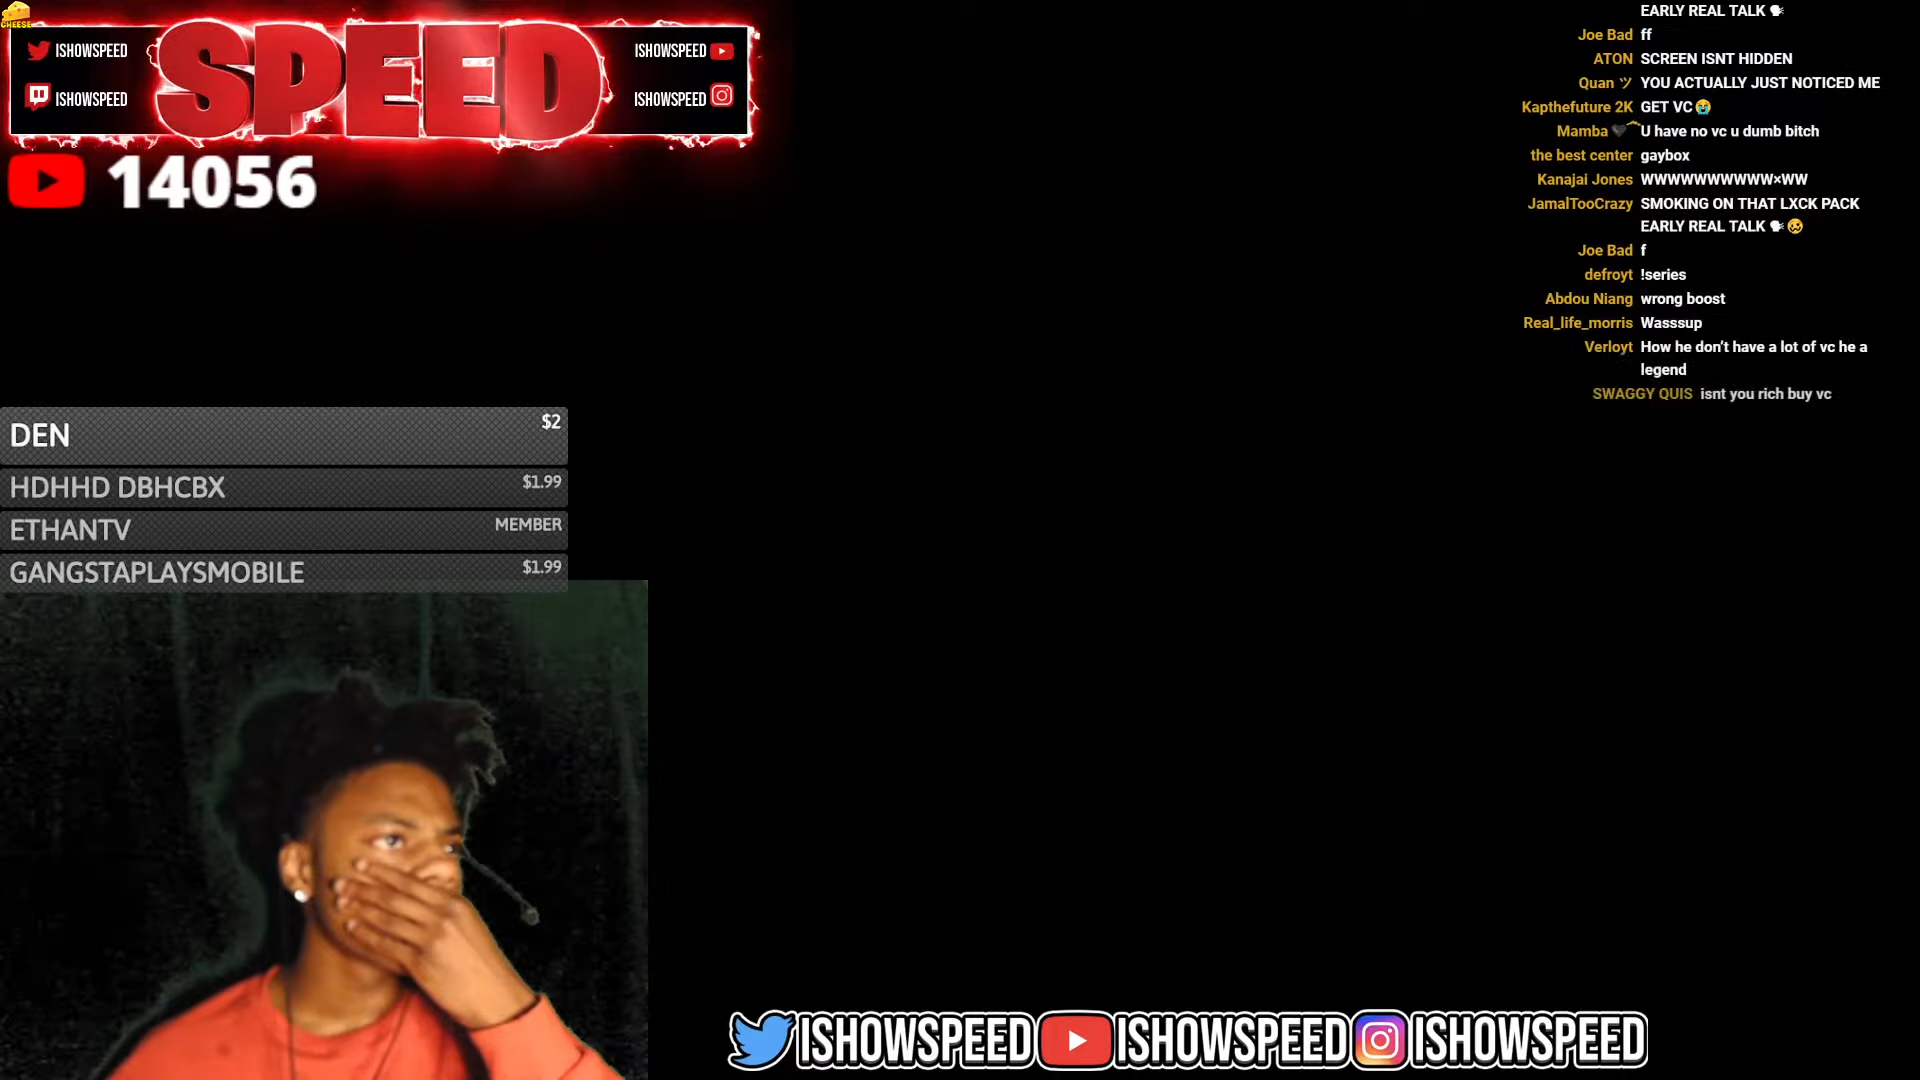 CHEESE
ISHOWSPEED
SPEED
ISHOWSPEED
ISHOWSPEED
ISHOWSPEED
14056
DEN $2
HDHHD DBHCBX $1.99
ETHANTV MEMBER
GANGSTAPLAYSMOBILE $1.99
EARLY REAL TALK 🗣
Joe Bad ff
ATON SCREEN ISNT HIDDEN
Quan ツ YOU ACTUALLY JUST NOTICED ME
Kapthefuture 2K GET VC😭
Mamba 🖤 U have no vc u dumb bitch
the best center gaybox
Kanajai Jones WWWWWWWWWW×WW
JamalTooCrazy SMOKING ON THAT LXCK PACK
EARLY REAL TALK 🗣😢
Joe Bad f
defroyt !series
Abdou Niang wrong boost
Real_life_morris Wasssup
Verloyt How he don't have a lot of vc he a
legend
SWAGGY QUIS isnt you rich buy vc
ISHOWSPEED ISHOWSPEED ISHOWSPEED